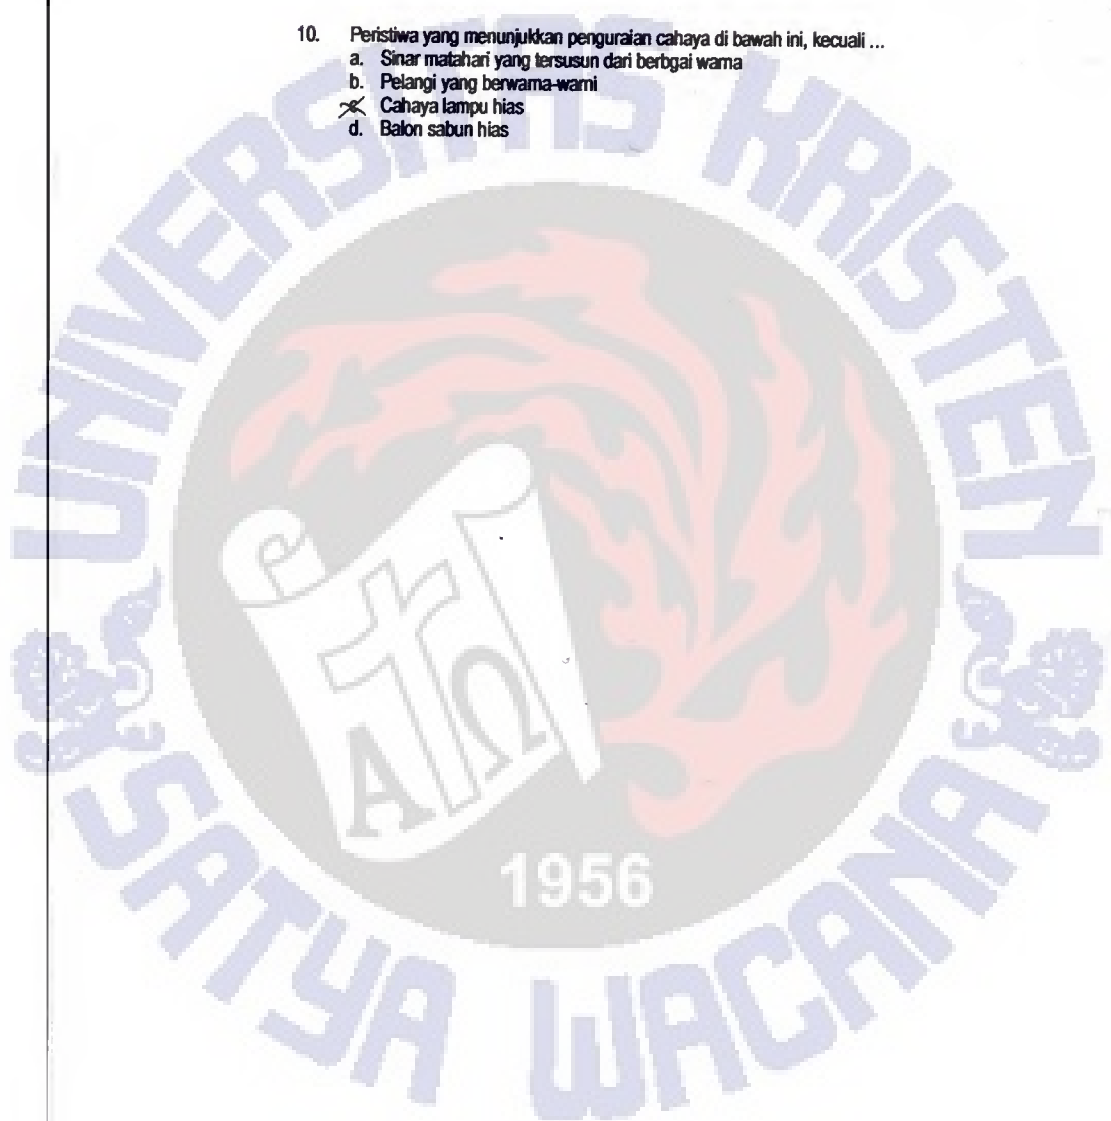 10. Peristiwa yang menunjukkan penguraian cahaya di bawah ini, kecuali ...
a. Sinar matahari yang tersusun dari berbgai warna
b. Pelangi yang berwarna-warni
c. Cahaya lampu hias
d. Balon sabun hias
UNIVERSITAS KRISTEN
Α Ω
1956
SATYA WACANA